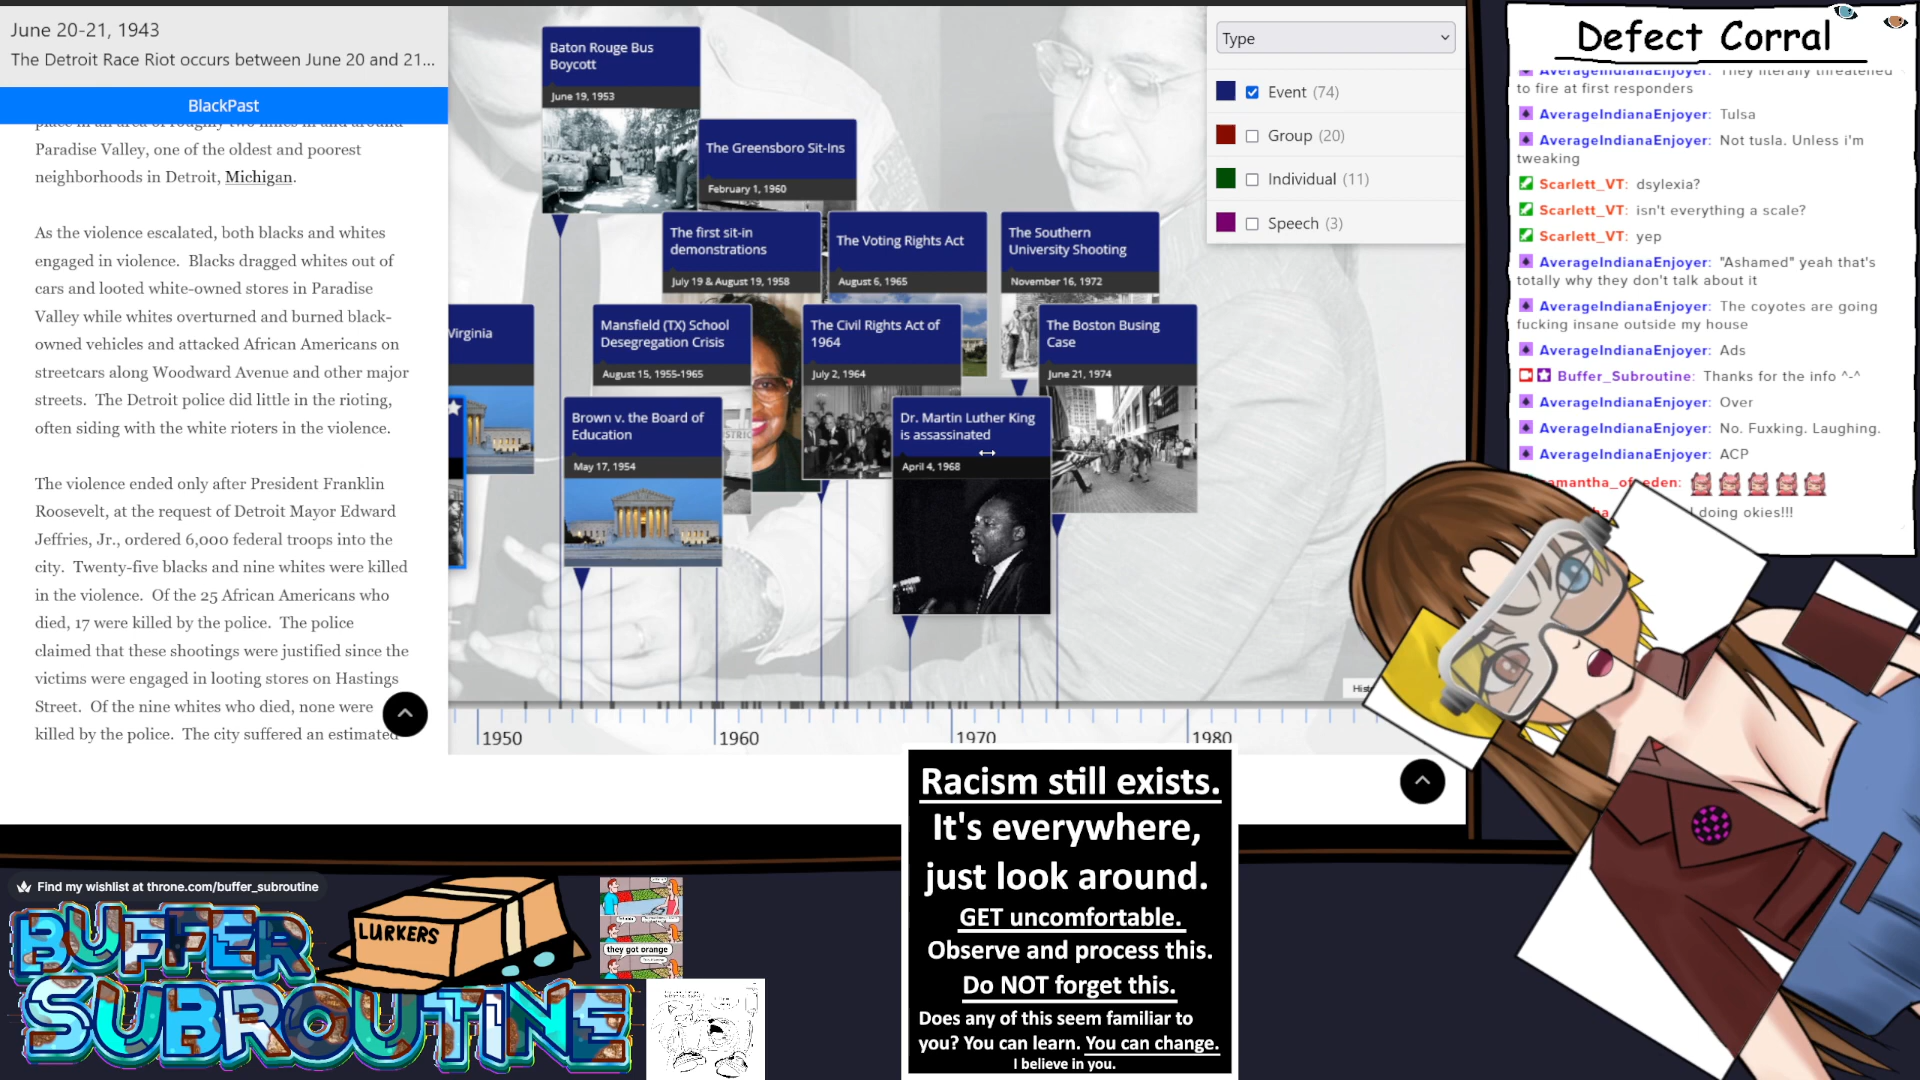 June 20-21, 1943
The Detroit Race Riot occurs between June 20 and 21...
BlackPast
place in an area of roughly two miles in and around
Paradise Valley, one of the oldest and poorest
neighborhoods in Detroit, Michigan.
As the violence escalated, both blacks and whites
engaged in violence. Blacks dragged whites out of
cars and looted white-owned stores in Paradise
Valley while whites overturned and burned black-
owned vehicles and attacked African Americans on
streetcars along Woodward Avenue and other major
streets. The Detroit police did little in the rioting,
often siding with the white rioters in the violence.
The violence ended only after President Franklin
Roosevelt, at the request of Detroit Mayor Edward
Jeffries, Jr., ordered 6,000 federal troops into the
city. Twenty-five blacks and nine whites were killed
in the violence. Of the 25 African Americans who
died, 17 were killed by the police. The police
claimed that these shootings were justified since the
victims were engaged in looting stores on Hastings
Street. Of the nine whites who died, none were
killed by the police. The city suffered an estimated
Baton Rouge Bus
Boycott
June 19, 1953
The Greensboro Sit-Ins
February 1, 1960
The first sit-in
demonstrations
July 19 & August 19, 1958
The Voting Rights Act
August 6, 1965
The Southern
University Shooting
November 16, 1972
Virginia
Mansfield (TX) School
Desegregation Crisis
August 15, 1955-1965
The Civil Rights Act of
1964
July 2, 1964
The Boston Busing
Case
June 21, 1974
Brown v. the Board of
Education
May 17, 1954
Dr. Martin Luther King
is assassinated
April 4, 1968
1950
1960
1970
1980
Type
Event (74)
Group (20)
Individual (11)
Speech (3)
Defect Corral
AverageIndianaEnjoyer: They literally threatened
to fire at first responders
AverageIndianaEnjoyer: Tulsa
AverageIndianaEnjoyer: Not tusla. Unless i'm
tweaking
Scarlett_VT: dsylexia?
Scarlett_VT: isn't everything a scale?
Scarlett_VT: yep
AverageIndianaEnjoyer: "Ashamed" yeah that's
totally why they don't talk about it
AverageIndianaEnjoyer: The coyotes are going
fucking insane outside my house
AverageIndianaEnjoyer: Ads
Buffer_Subroutine: Thanks for the info ^-^
AverageIndianaEnjoyer: Over
AverageIndianaEnjoyer: No. Fuxking. Laughing.
AverageIndianaEnjoyer: ACP
amantha_of_eden:
doing okies!!!
Racism still exists.
It's everywhere,
just look around.
GET uncomfortable.
Observe and process this.
Do NOT forget this.
Does any of this seem familiar to
you? You can learn. You can change.
I believe in you.
Find my wishlist at throne.com/buffer_subroutine
BUFFER
SUBROUTINE
LURKERS
they got orange